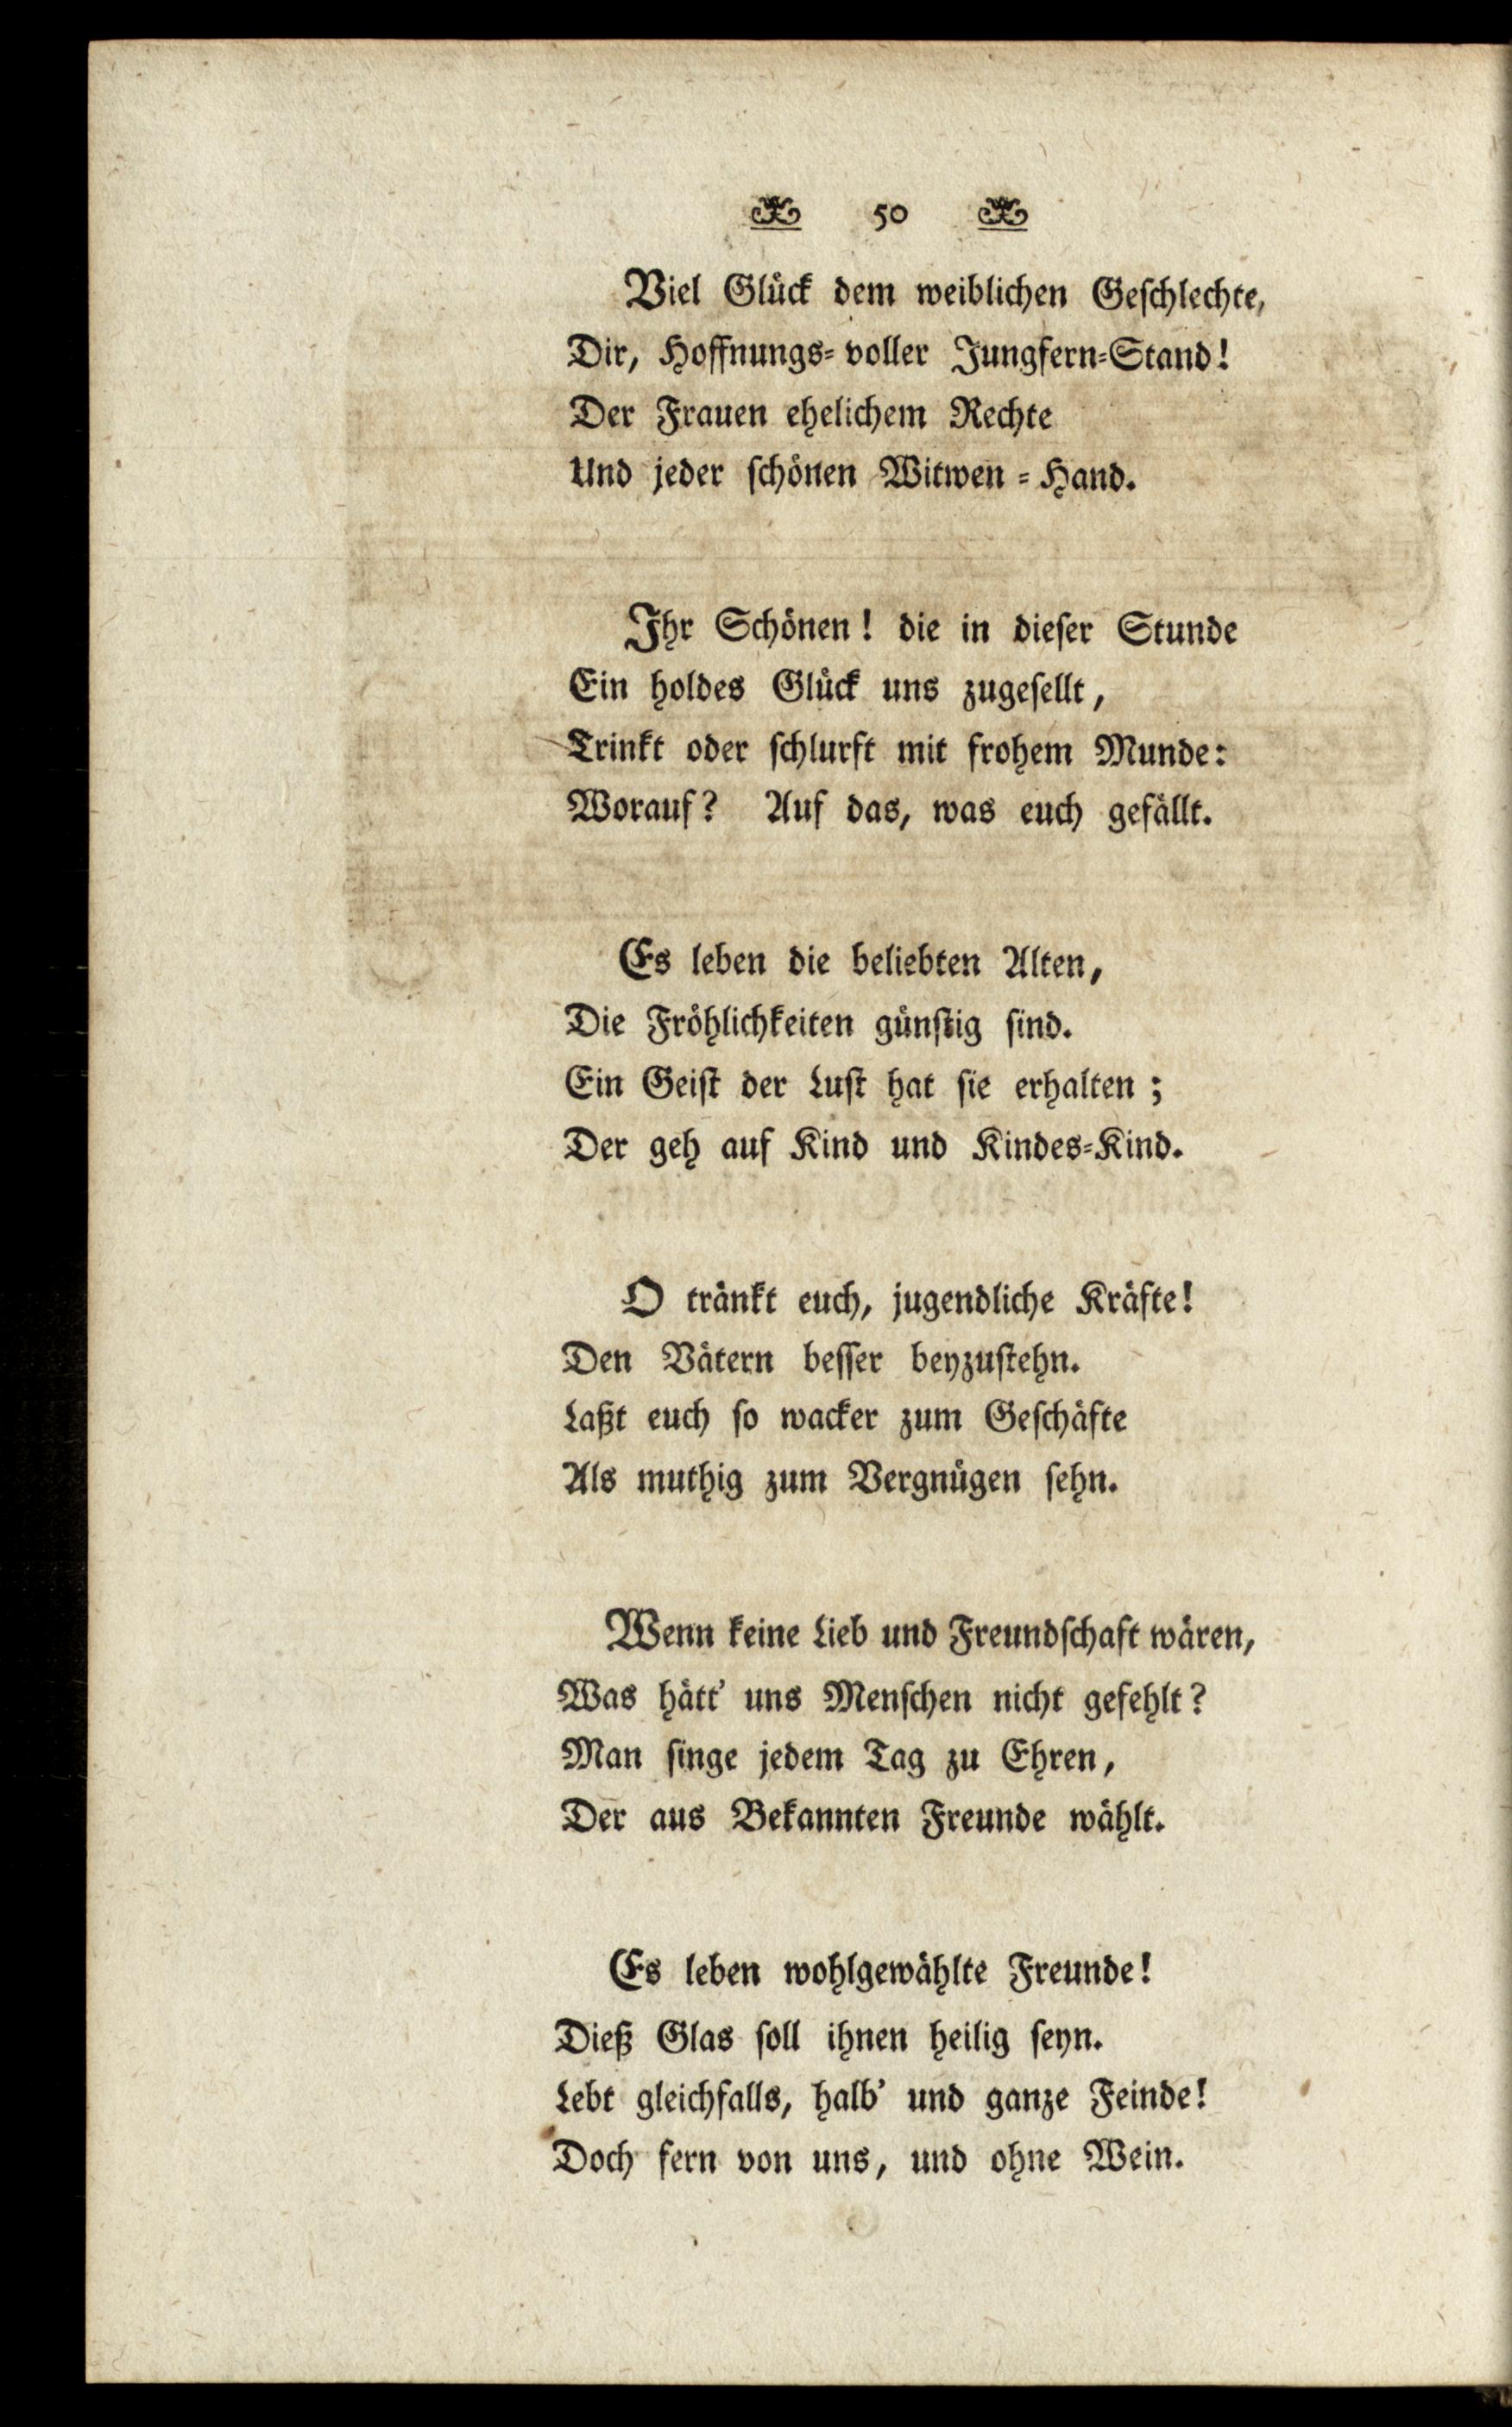 50
Viel Glück dem weiblichen Geschlechte,
Dir, Hoffnungs-voller Jungfern-Stand!
Der Frauen ehelichem Rechte
Und jeder schönen Witwen-Hand.
Ihr Schönen! die in dieser Stunde
Ein holdes Glück uns zugesellt,
Trinkt oder schlurft mit frohem Munde:
Worauf? Auf das, was euch gefällt.
Es leben die beliebten Alten,
Die Fröhlichkeiten günstig sind.
Ein Geist der Lust hat sie erhalten;
Der geh auf Kind und Kindes-Kind.
O tränkt euch, jugendliche Kräfte!
Den Vätern besser beyzustehn.
Laßt euch so wacker zum Geschäfte
Als muthig zum Vergnügen sehn.
Wenn keine Lieb und Freundschaft wären,
Was hätt' uns Menschen nicht gefehlt?
Man singe jedem Tag zu Ehren,
Der aus Bekannten Freunde wählt.
Es leben wohlgewählte Freunde!
Dieß Glas soll ihnen heilig seyn.
Lebt gleichfalls, halb' und ganze Feinde!
Doch fern von uns, und ohne Wein.